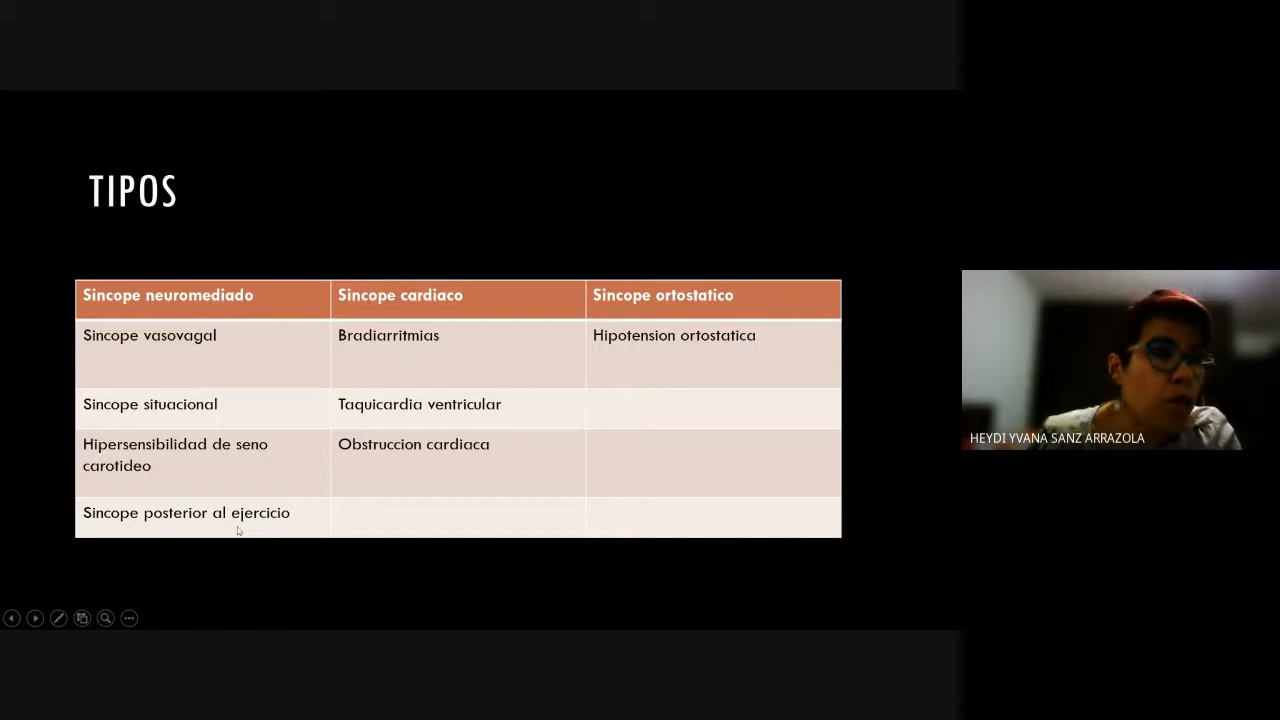 TIPOS
Sincope neuromediado
Sincope cardiaco
Sincope ortostatico
Sincope vasovagal
Bradiarritmias
Hipotension ortostatica
Sincope situacional
Taquicardia ventricular
Hipersensibilidad de seno
carotideo
Obstruccion cardiaca
Sincope posterior al ejercicio
HEYDI YVANA SANZ ARRAZOLA